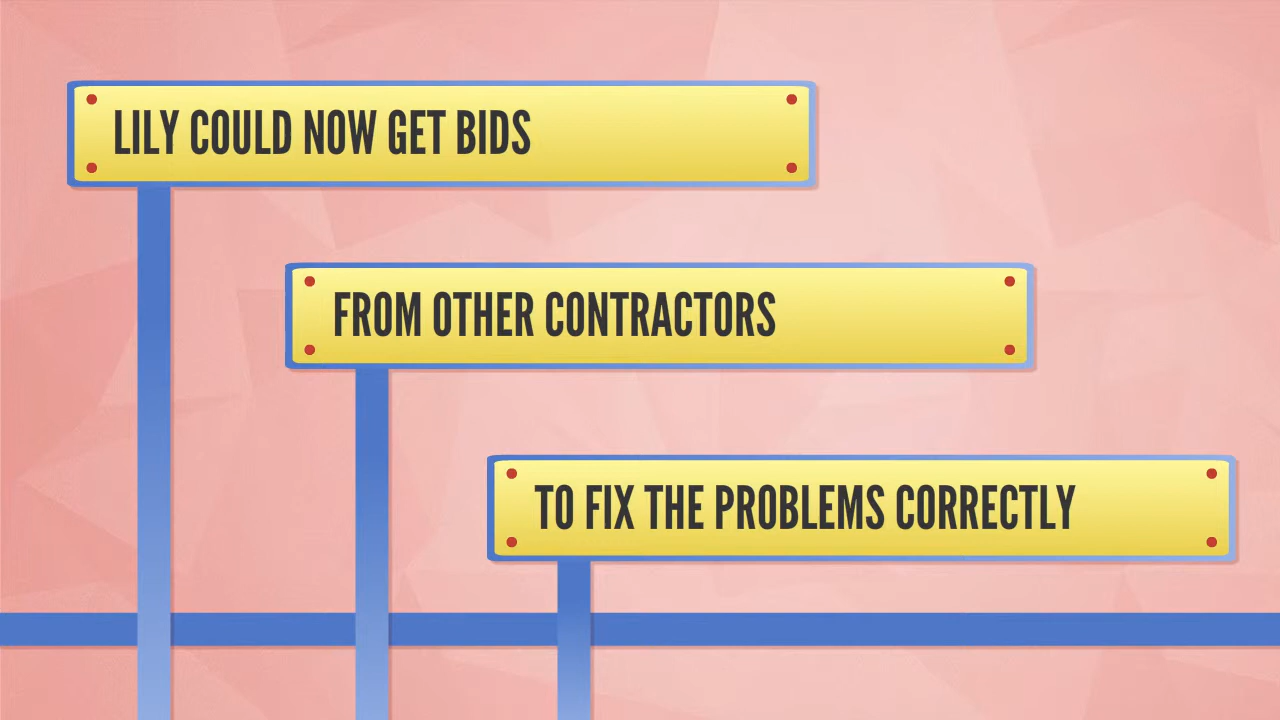 LILY COULD NOW GET BIDS
FROM OTHER CONTRACTORS
TO FIX THE PROBLEMS CORRECTLY